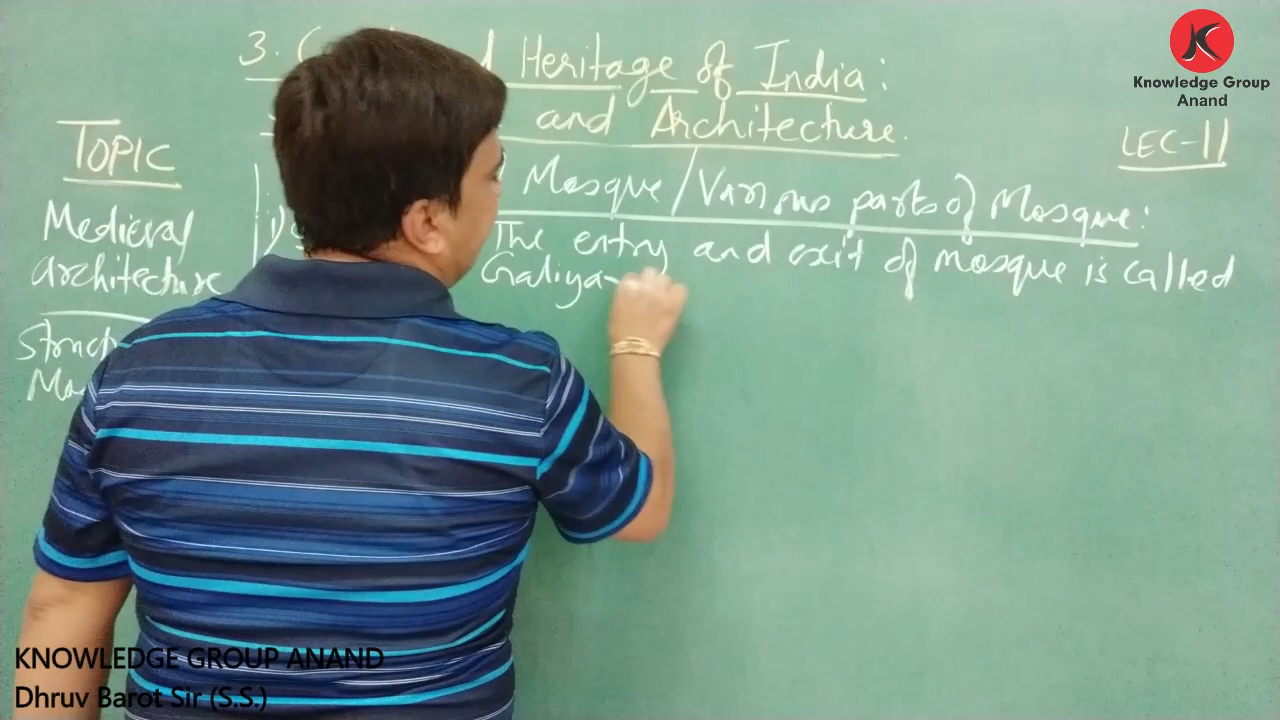 3. Heritage of India:
and Architecture.
LEC-11
TOPIC
Medieval
Architecture
Mosque/Various parts of Mosque:
i)
The entry and exit of mosque is called
Galiya
Knowledge Group
Anand
KNOWLEDGE GROUP ANAND
Dhruv Barot Sir (S.S.)